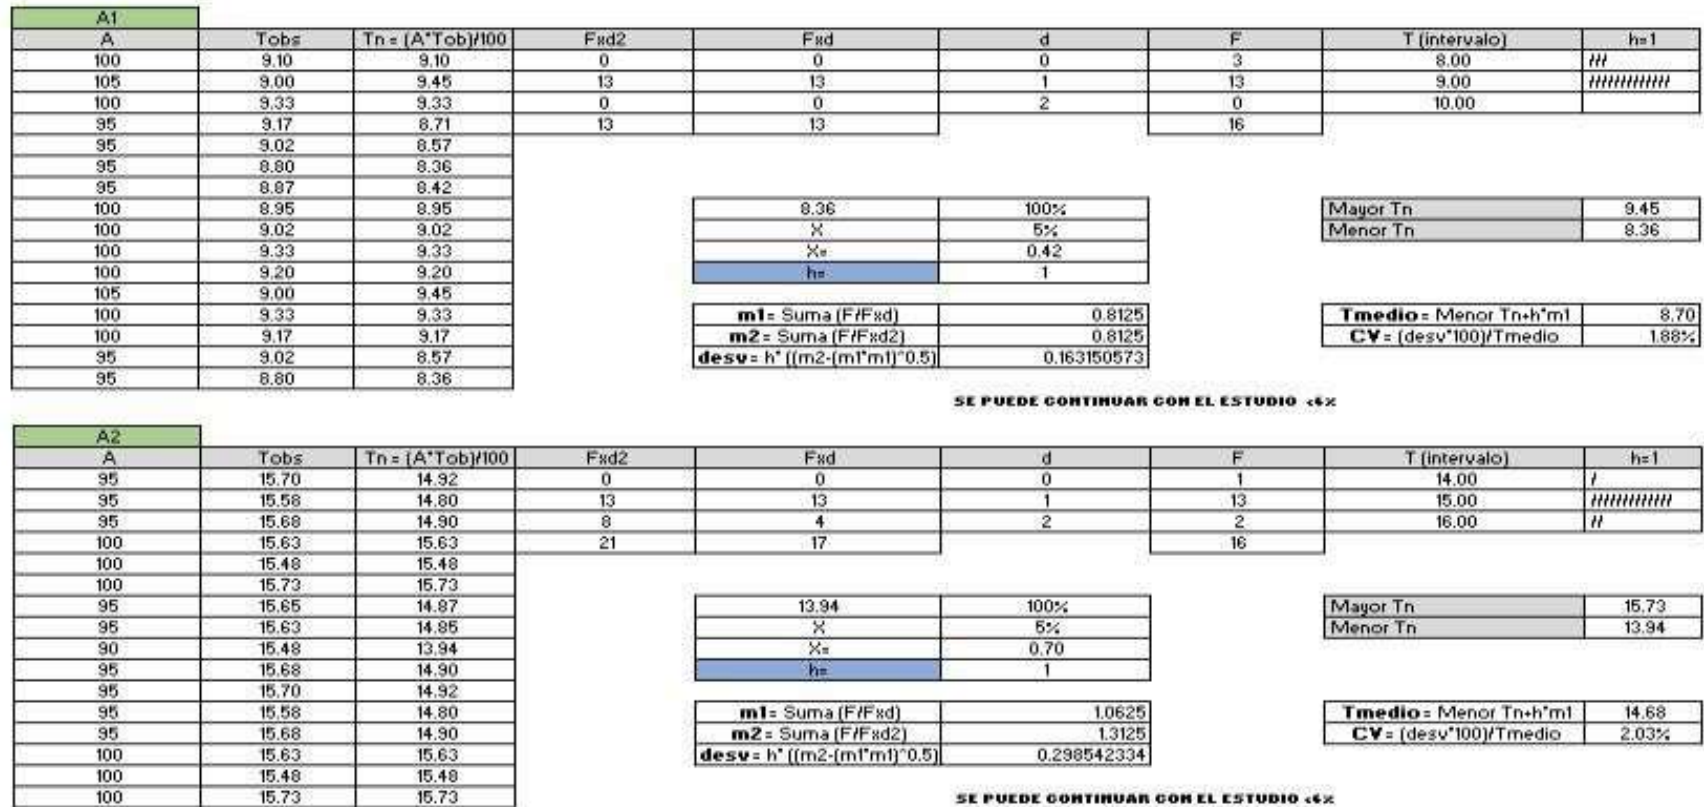 A1
A Tobs Tn = (A*Tob)/100 Fxd2 Fxd d F T (intervalo) h=1
100 9.10 9.10 0 0 0 3 8.00 ///
105 9.00 9.45 13 13 1 13 9.00 /////////////
100 9.33 9.33 0 0 2 0 10.00
95 9.17 8.71 13 13 16
95 9.02 8.57
95 8.80 8.36
95 8.87 8.42
100 8.95 8.95 8.36 100% Mayor Tn 9.45
100 9.02 9.02 X 5% Menor Tn 8.36
100 9.33 9.33 X= 0.42
100 9.20 9.20 h= 1
105 9.00 9.45
100 9.33 9.33 m1= Suma (F/Fxd) 0.8125 Tmedio = Menor Tn+h*m1 8.70
100 9.17 9.17 m2= Suma (F/Fxd2) 0.8125 CV= (desv*100)/Tmedio 1.88%
95 9.02 8.57 desv= h* ((m2-(m1*m1)^0.5) 0.163150573
95 8.80 8.36
SE PUEDE CONTINUAR CON EL ESTUDIO <6%
A2
A Tobs Tn = (A*Tob)/100 Fxd2 Fxd d F T (intervalo) h=1
95 15.70 14.92 0 0 0 1 14.00 /
95 15.58 14.80 13 13 1 13 15.00 /////////////
95 15.68 14.90 8 4 2 2 16.00 //
100 15.63 15.63 21 17 16
100 15.48 15.48
100 15.73 15.73
95 15.65 14.87 13.94 100% Mayor Tn 15.73
95 15.63 14.85 X 5% Menor Tn 13.94
90 15.48 13.94 X= 0.70
95 15.68 14.90 h= 1
95 15.70 14.92
95 15.58 14.80 m1= Suma (F/Fxd) 1.0625 Tmedio = Menor Tn+h*m1 14.68
95 15.68 14.90 m2= Suma (F/Fxd2) 1.3125 CV= (desv*100)/Tmedio 2.03%
100 15.63 15.63 desv= h* ((m2-(m1*m1)^0.5) 0.298542334
100 15.48 15.48
100 15.73 15.73 SE PUEDE CONTINUAR CON EL ESTUDIO <6%